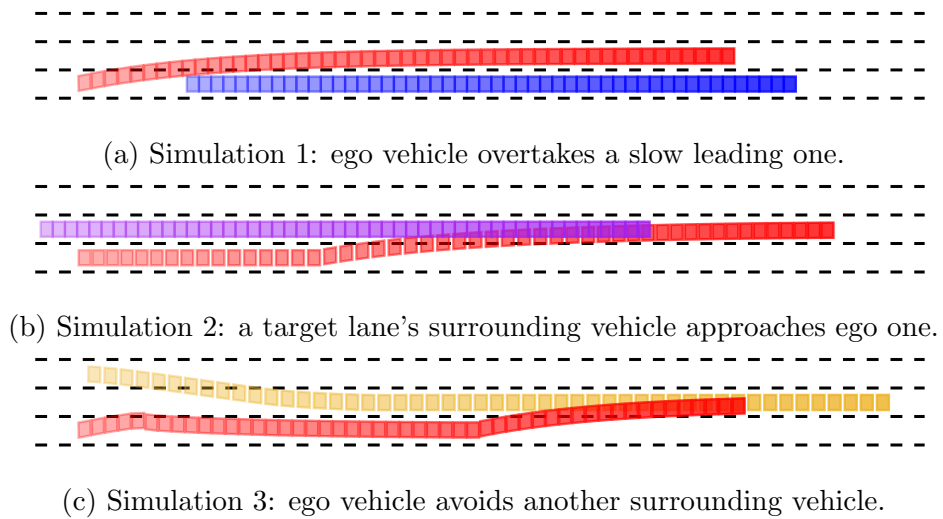 (a) Simulation 1: ego vehicle overtakes a slow leading one.
(b) Simulation 2: a target lane's surrounding vehicle approaches ego one.
(c) Simulation 3: ego vehicle avoids another surrounding vehicle.